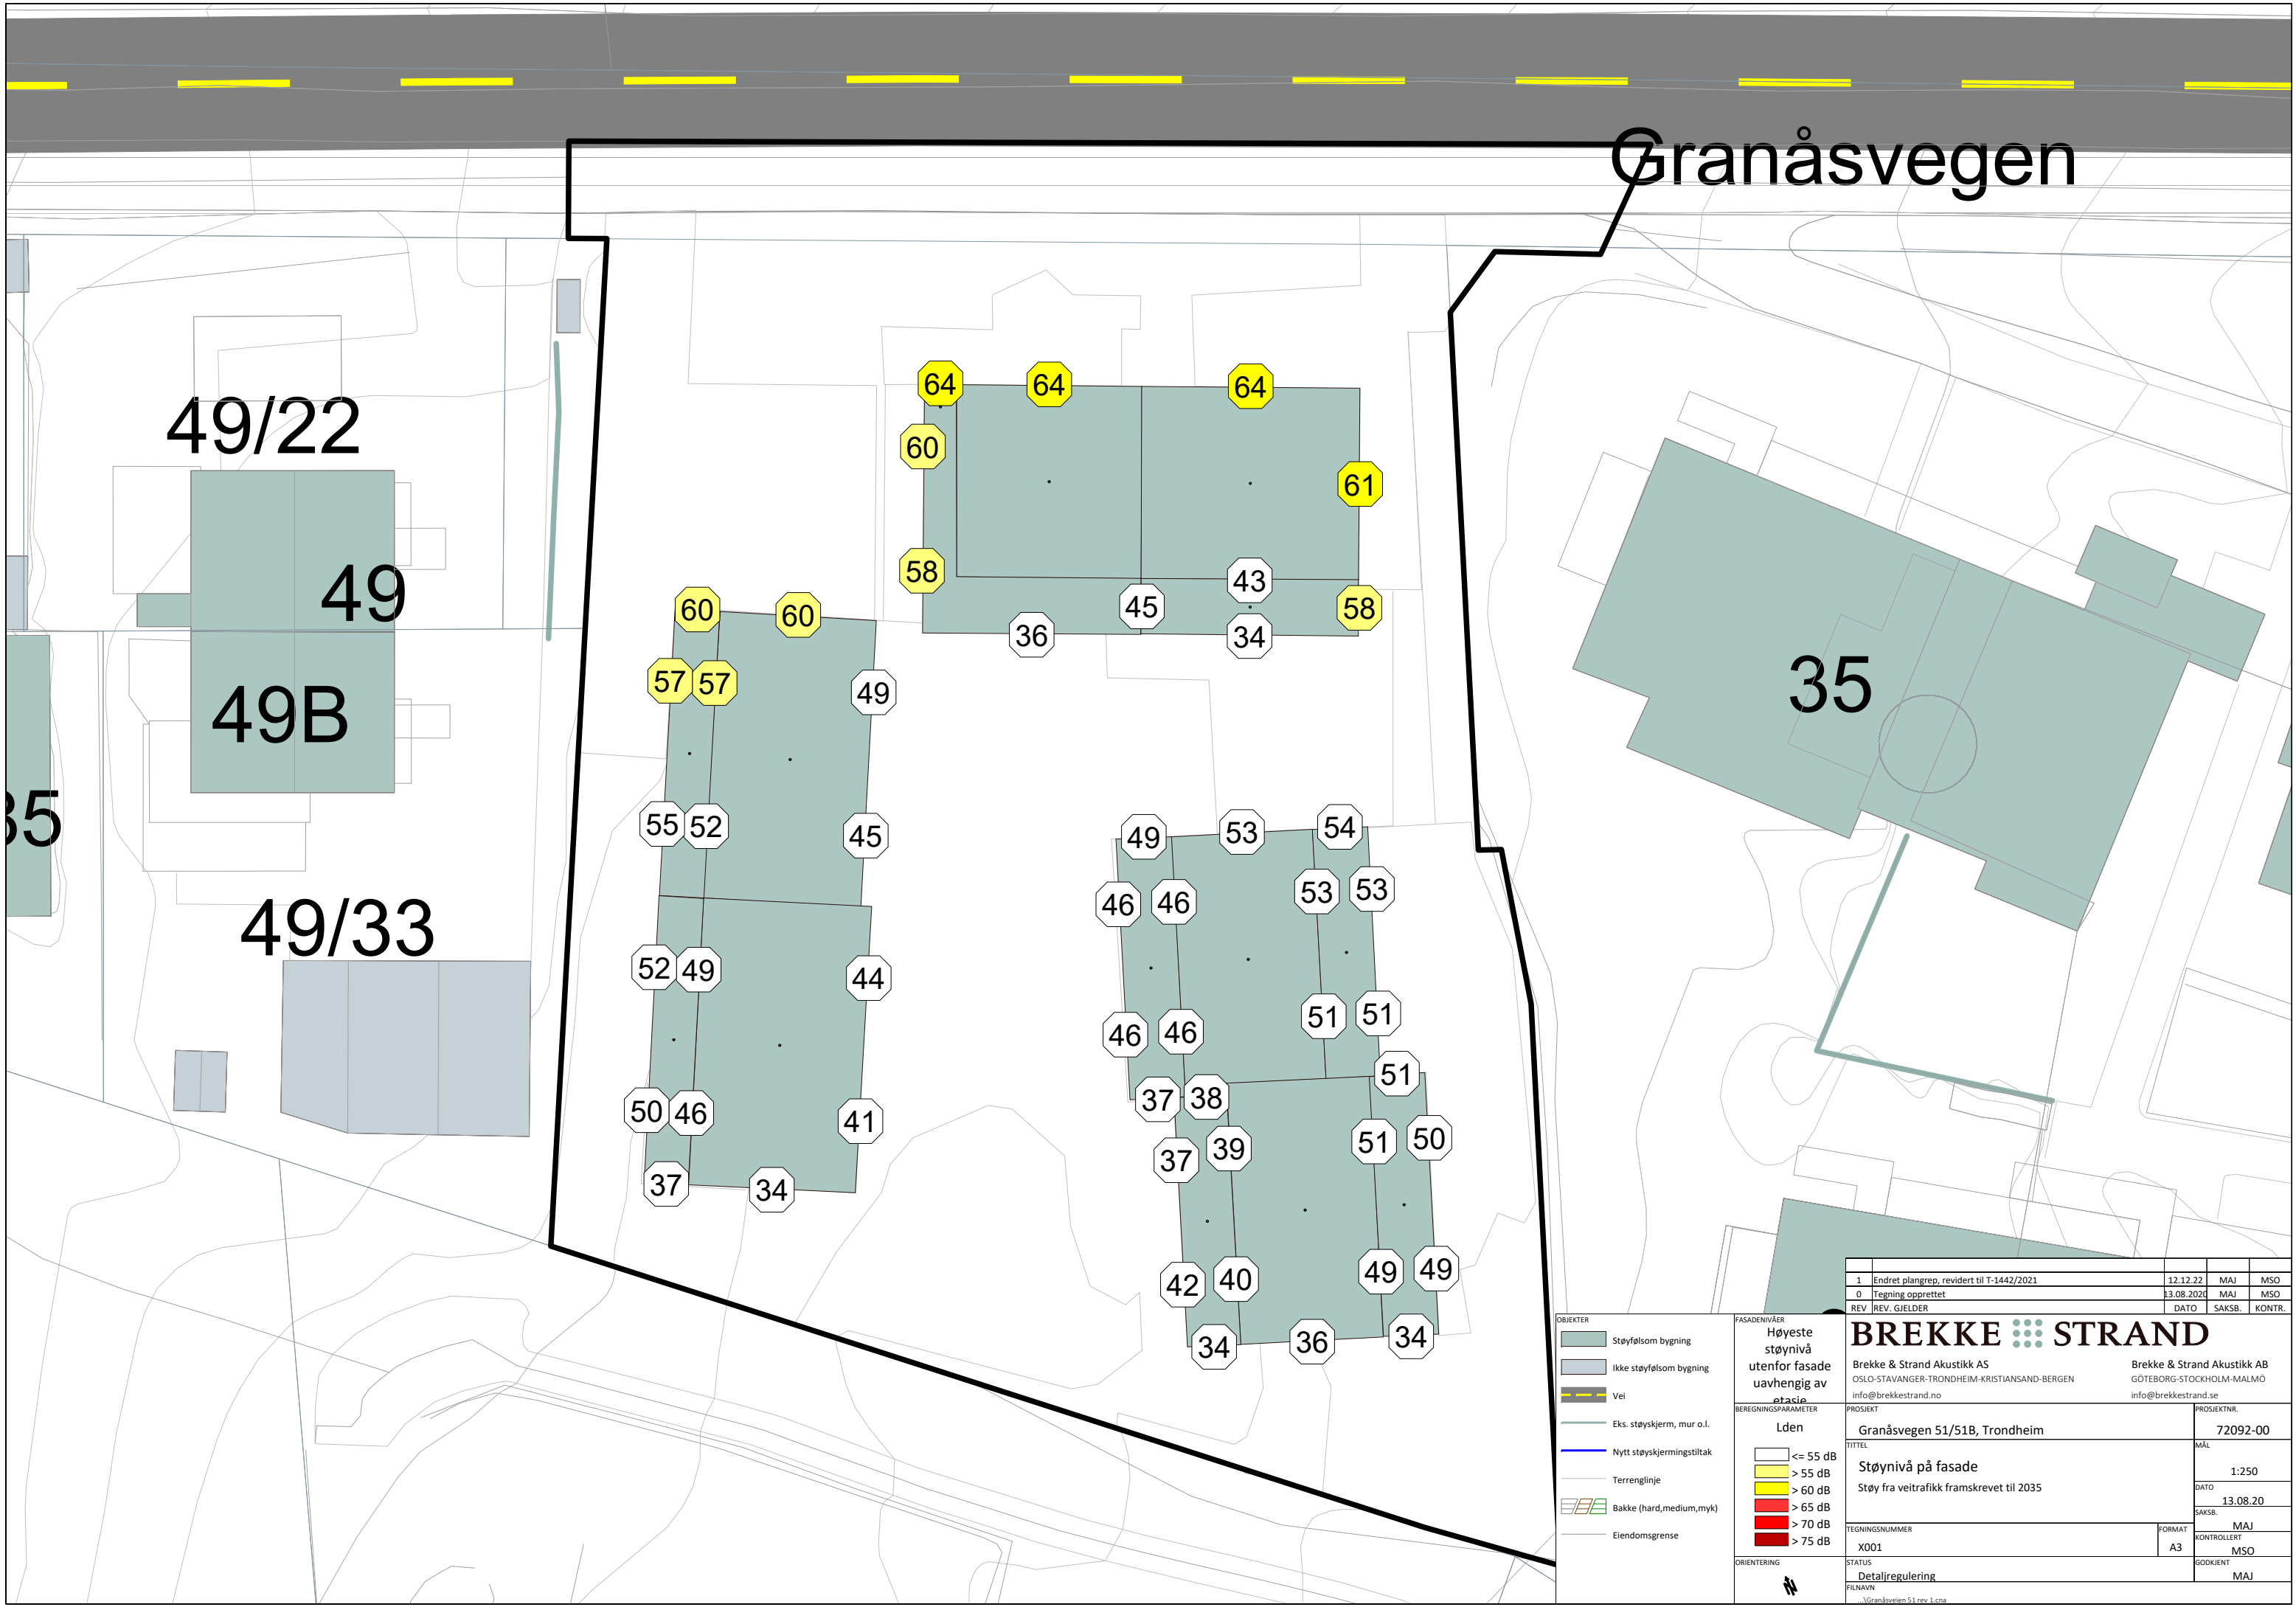 Granåsvegen
49/22
49
49B
35
49/33
35
64 64 64
60
61
58
43
45
58
36
34
60 60
57 57
49
55 52
45
52 49
44
50 46
41
37
34
49 53 54
46 46 53 53
46 46 51 51
37 38 51
37 39 51 50
42 40 49 49
34 36 34
OBJEKTER
Støyfølsom bygning
Ikke støyfølsom bygning
Vei
Eks. støyskjerm, mur o.l.
Nytt støyskjermingstiltak
Terrenglinje
Bakke (hard,medium,myk)
Eiendomsgrense
FASADENIVÅER
Høyeste
støynivå
utenfor fasade
uavhengig av
etasje
BEREGNINGSPARAMETER
Lden
<= 55 dB
> 55 dB
> 60 dB
> 65 dB
> 70 dB
> 75 dB
ORIENTERING
N
1 Endret plangrep, revidert til T-1442/2021 12.12.22 MAJ MSO
0 Tegning opprettet 13.08.2020 MAJ MSO
REV REV. GJELDER DATO SAKSB. KONTR.
BREKKE STRAND
Brekke & Strand Akustikk AS Brekke & Strand Akustikk AB
OSLO-STAVANGER-TRONDHEIM-KRISTIANSAND-BERGEN GÖTEBORG-STOCKHOLM-MALMÖ
info@brekkestrand.no info@brekkestrand.se
PROSJEKT
Granåsvegen 51/51B, Trondheim
PROSJEKTNR.
72092-00
TITTEL
Støynivå på fasade
Støy fra veitrafikk framskrevet til 2035
MÅL
1:250
DATO
13.08.20
SAKSB.
MAJ
TEGNINGSNUMMER
X001
FORMAT
A3
KONTROLLERT
MSO
STATUS
Detaljregulering
GODKJENT
MAJ
FILNAVN
...\Granåsveien 51 rev 1.cna